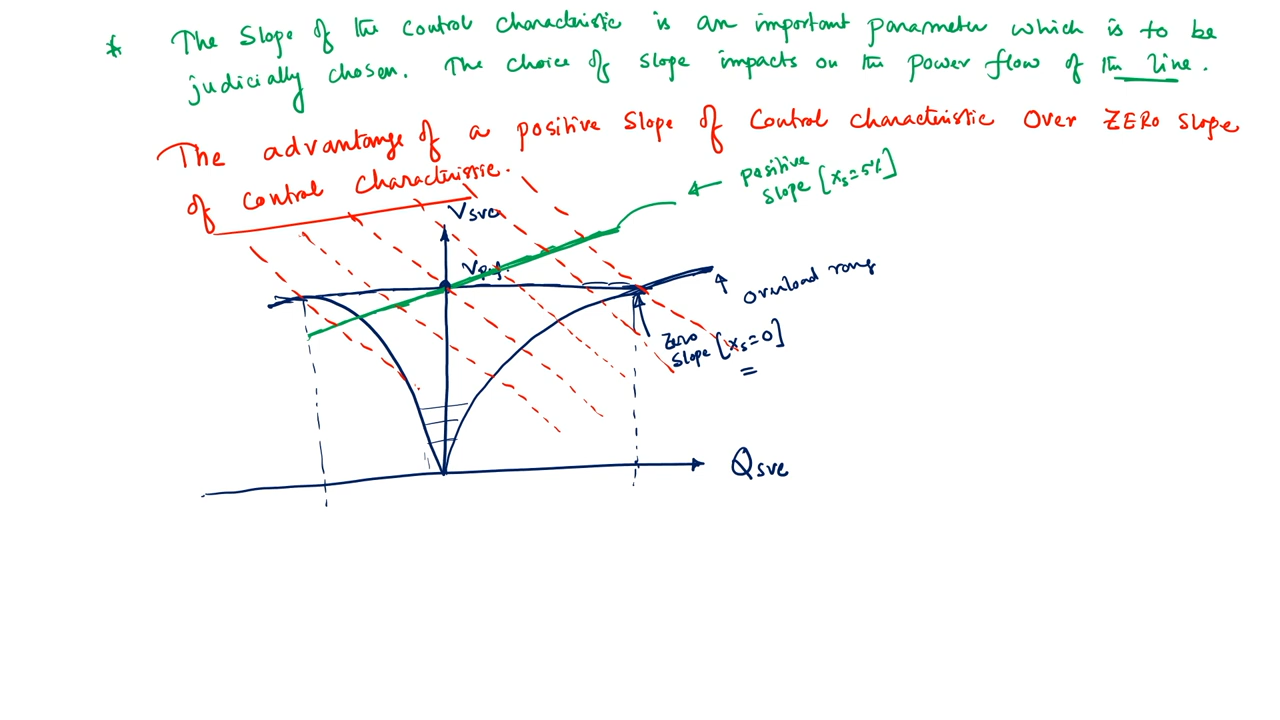 * The Slope of the control characteristic is an important parameter which is to be
judicially chosen. The choice of slope impacts on the power flow of the line.
The advantange of a positive Slope of Control characteristic Over ZERO Slope
of control characteristic.
positive
slope [Xs=5%]
Vsvc
Vref.
overload range
Zero
slope [Xs=0]
Qsvc